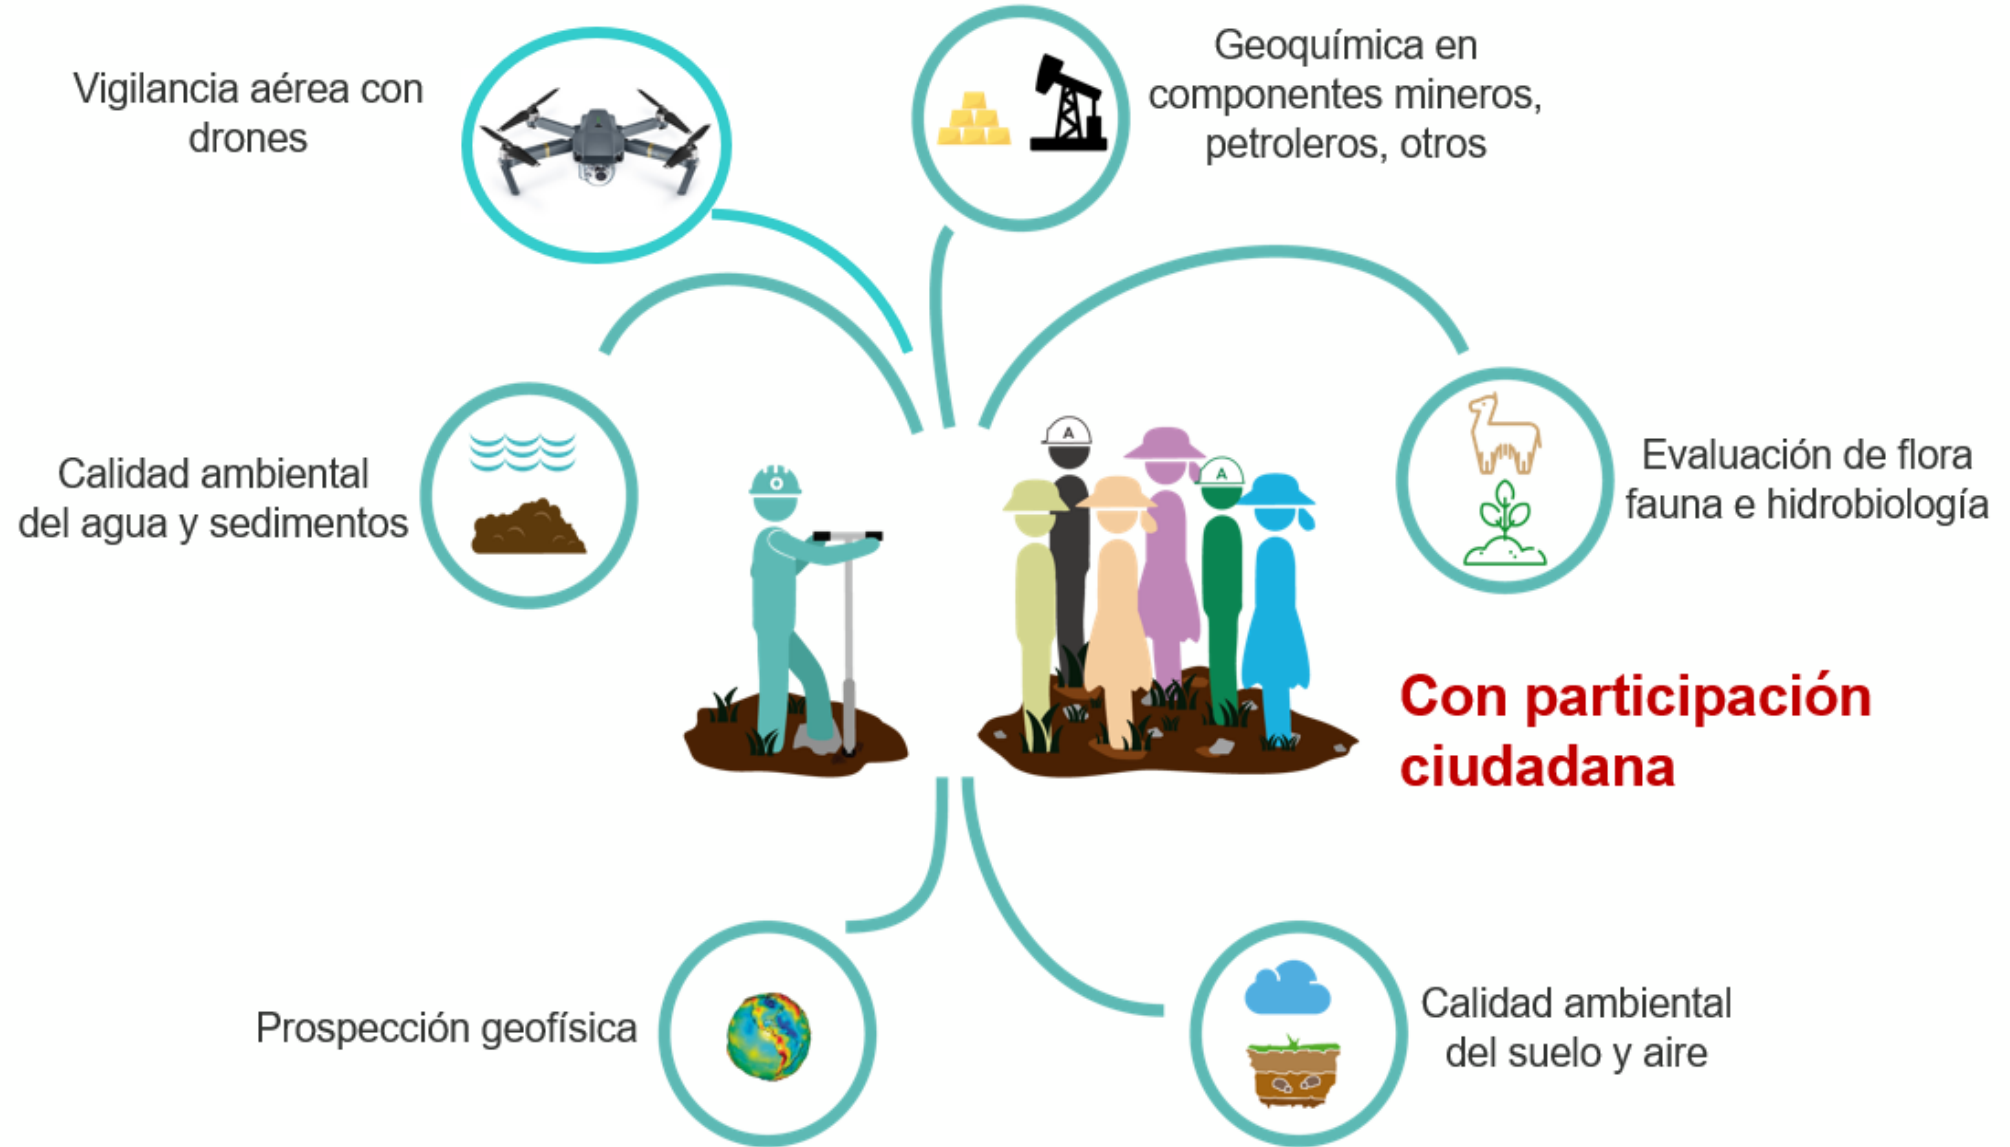 Vigilancia aérea con
drones
Geoquímica en
componentes mineros,
petroleros, otros
Calidad ambiental
del agua y sedimentos
Evaluación de flora
fauna e hidrobiología
A
A
O
Con participación
ciudadana
Prospección geofísica
Calidad ambiental
del suelo y aire